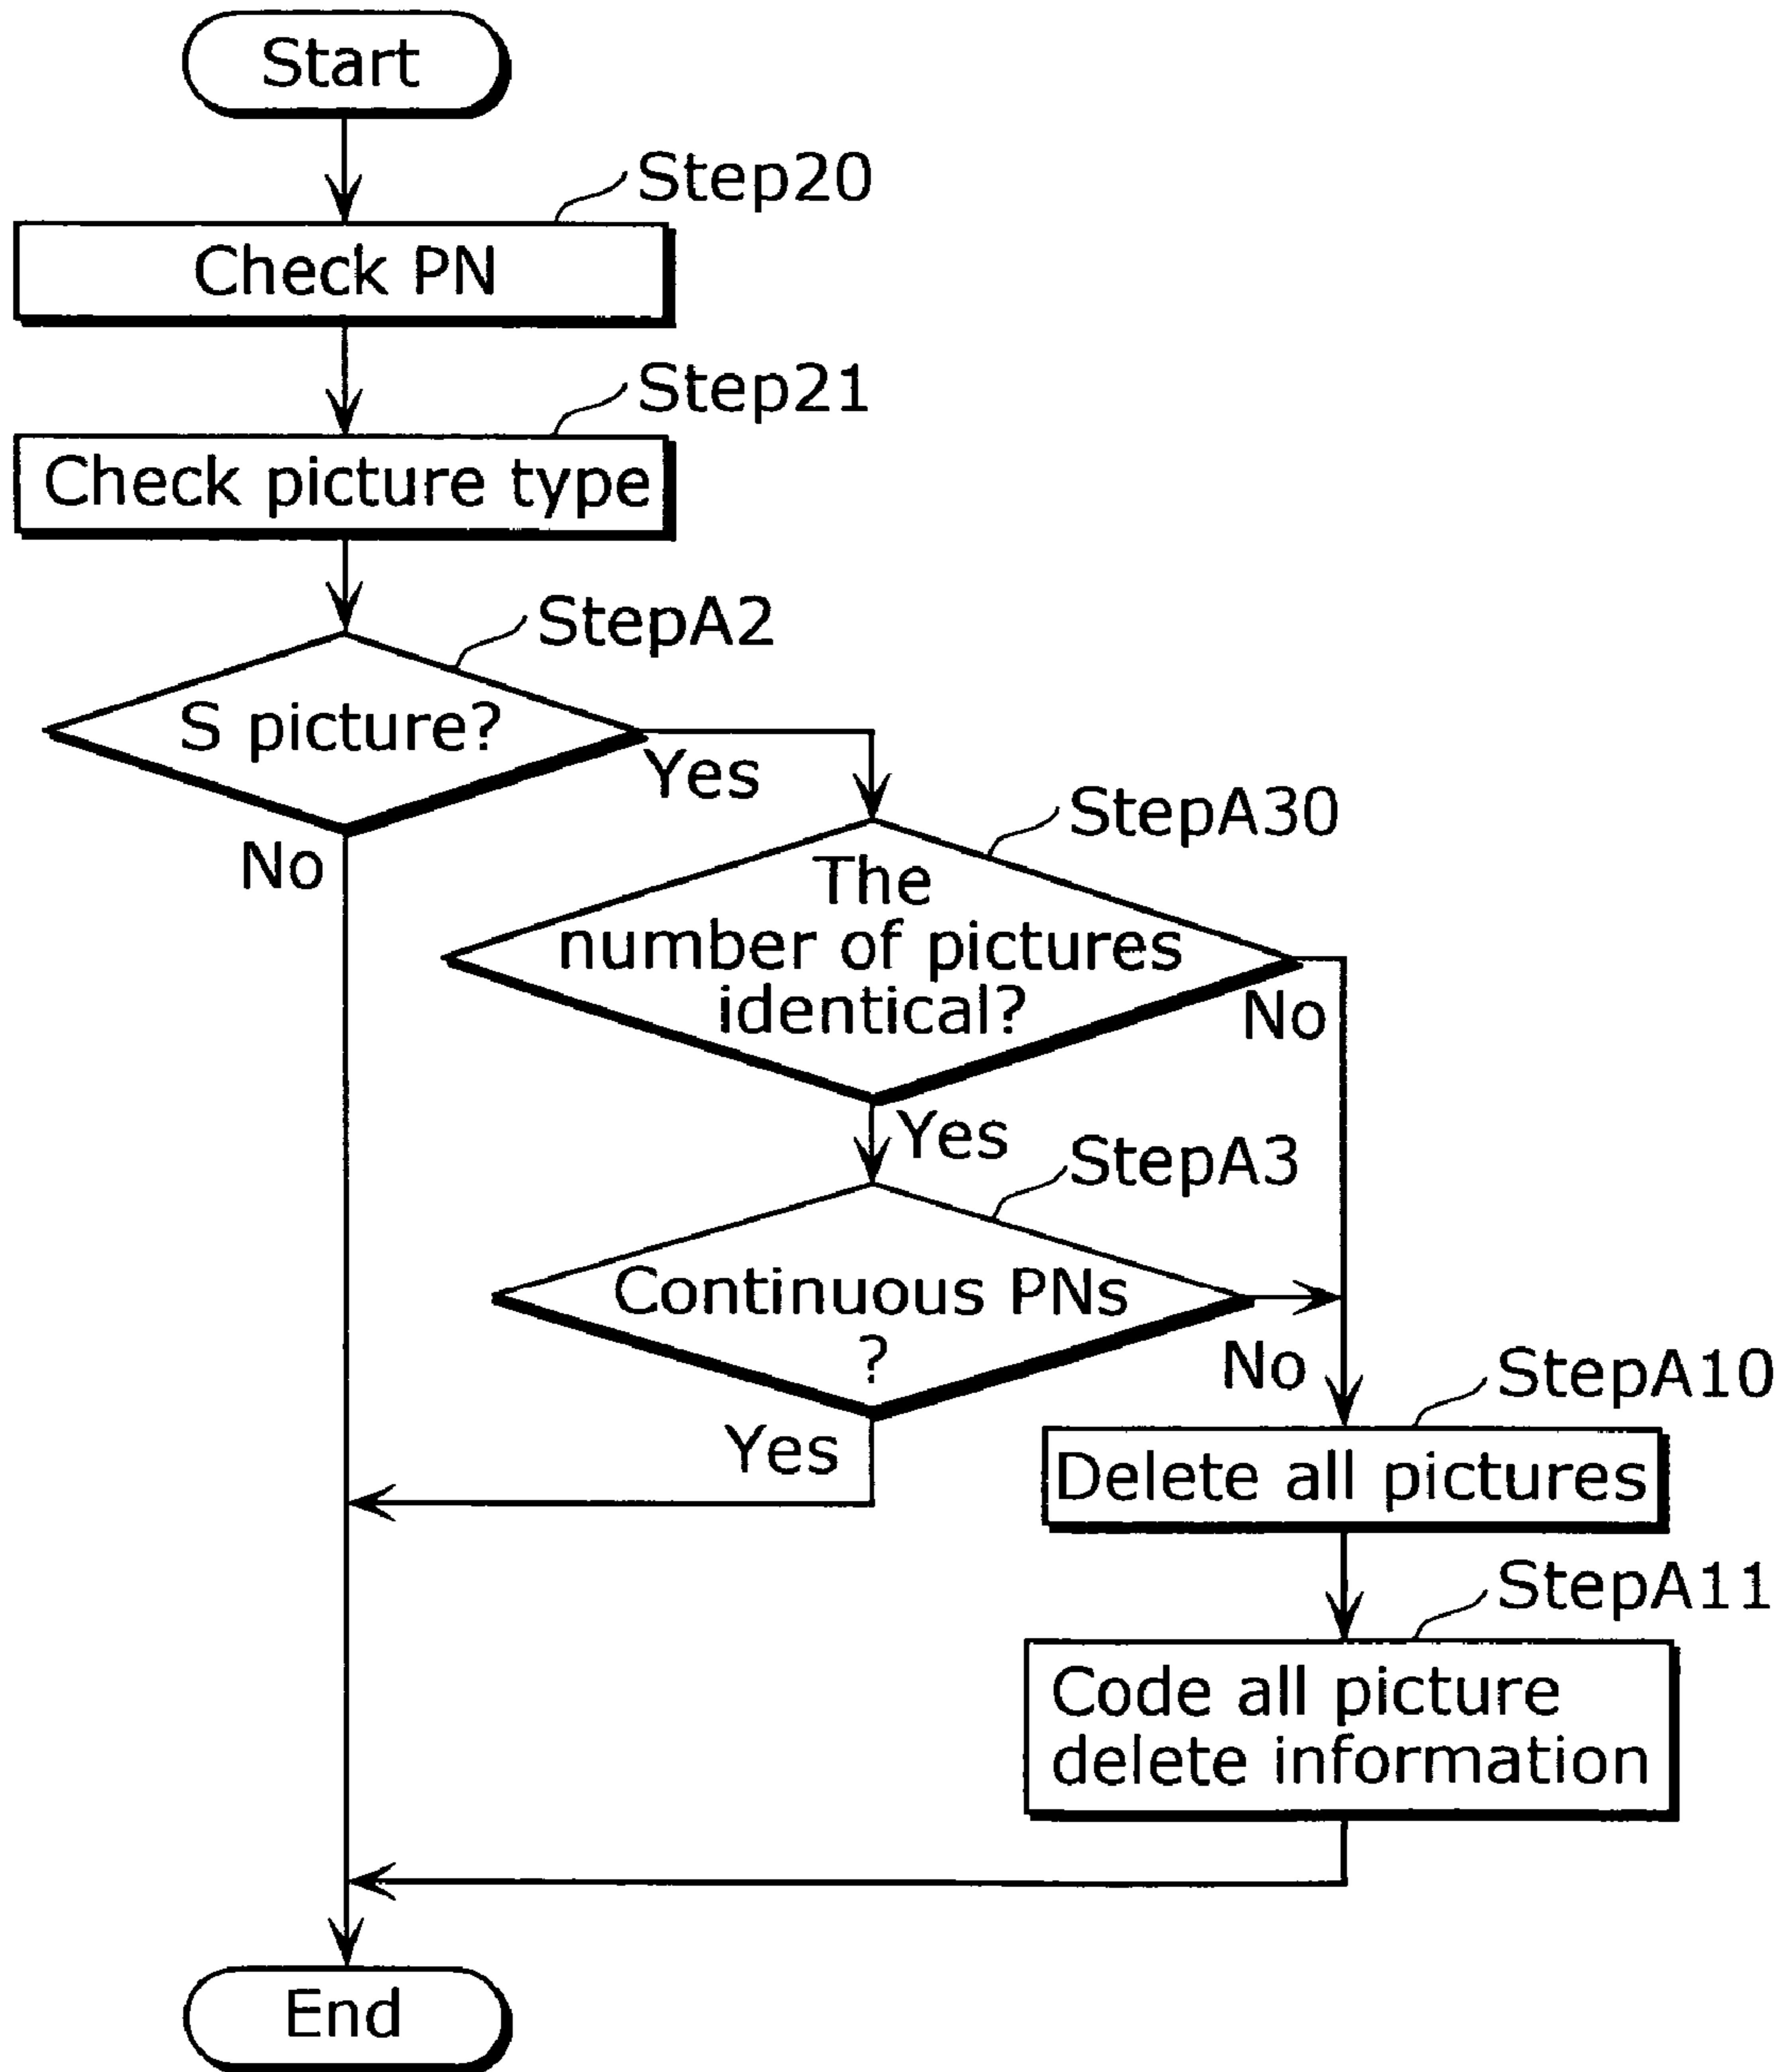 Start
Step20
Check PN
Step21
Check picture type
StepA2
S picture?
Yes
No
StepA30
The
number of pictures
identical?
No
Yes
StepA3
Continuous PNs
?
No
Yes
StepA10
Delete all pictures
StepA11
Code all picture
delete information
End